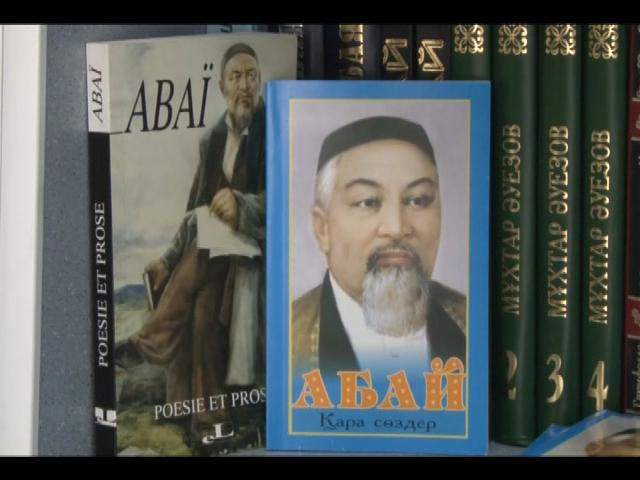 ABAÏ
POESIE ET PROSE
ABAÏ
POESIE ET PROS
АБАЙ
Қара сөздер
МҰХТАР ӘУЕЗОВ
2
МҰХТАР ӘУЕЗОВ
3
МҰХТАР ӘУЕЗОВ
4